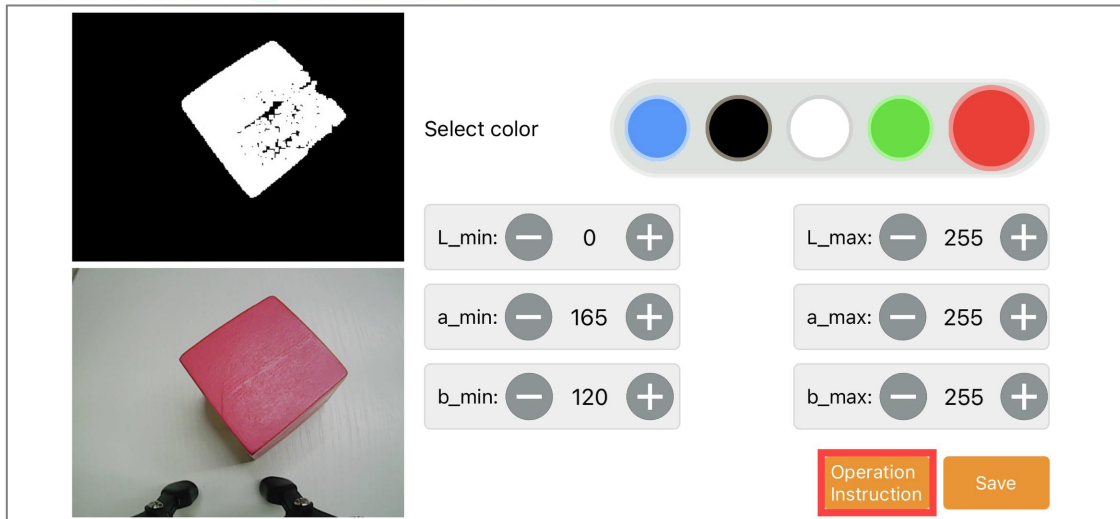 Select color
L_min: 0
L_max: 255
a_min: 165
a_max: 255
b_min: 120
b_max: 255
Operation
Instruction
Save